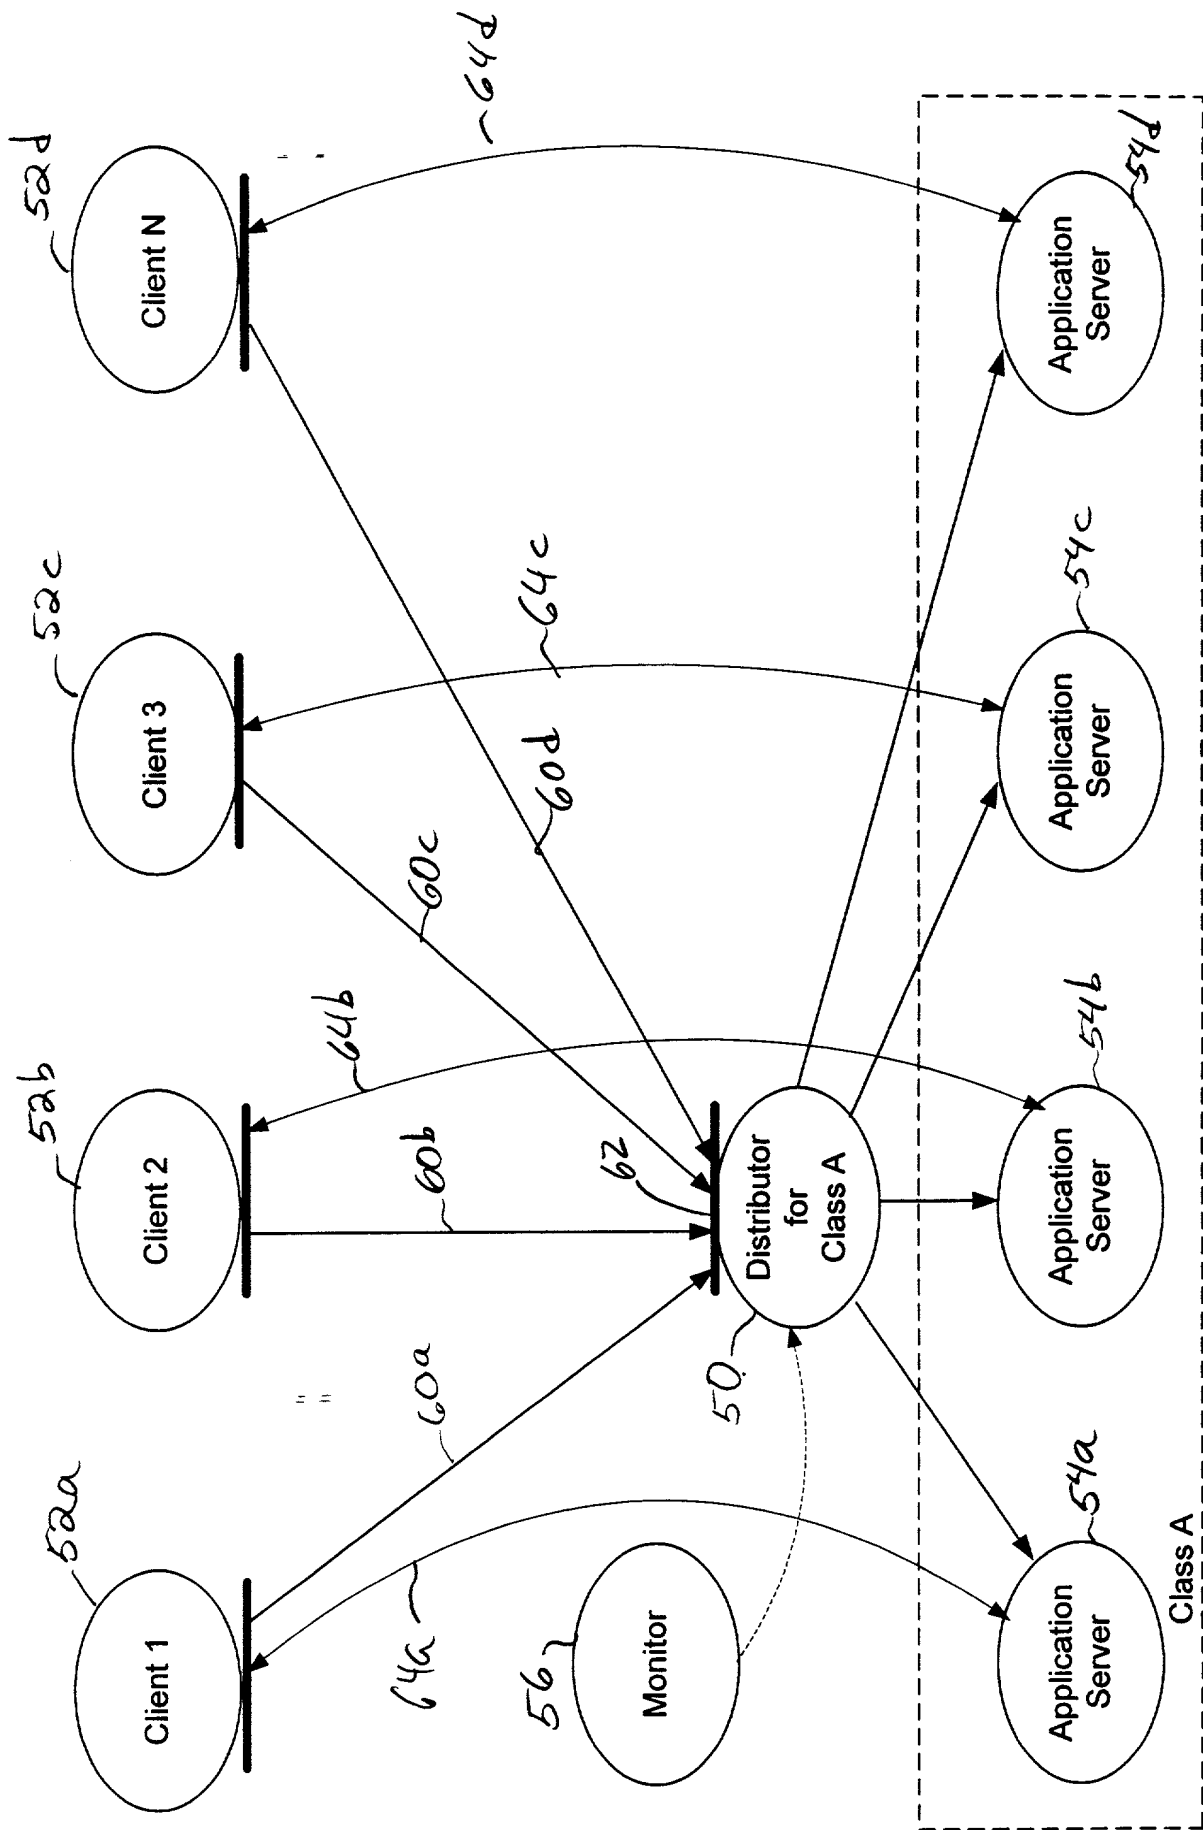 52a
52b
52c
52d
Client 1
Client 2
Client 3
Client N
64a
60a
60b
64b
60c
60d
64c
64d
56
Monitor
50
62
Distributor
for
Class A
Application
Server
54a
Application
Server
54b
Application
Server
54c
Application
Server
54d
Class A